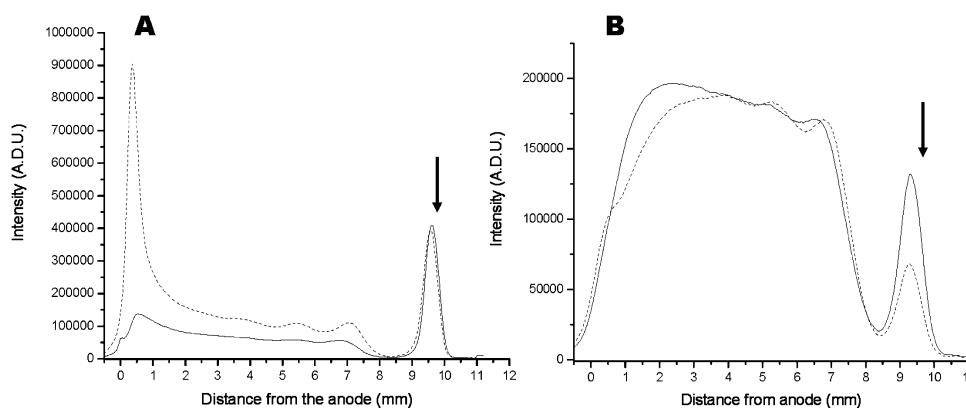 A
Intensity (A.D.U.)
1000000
900000
800000
700000
600000
500000
400000
300000
200000
100000
0
0 1 2 3 4 5 6 7 8 9 10 11 12
Distance from the anode (mm)
B
Intensity (A.D.U.)
200000
150000
100000
50000
0
0 1 2 3 4 5 6 7 8 9 10
Distance from anode (mm)